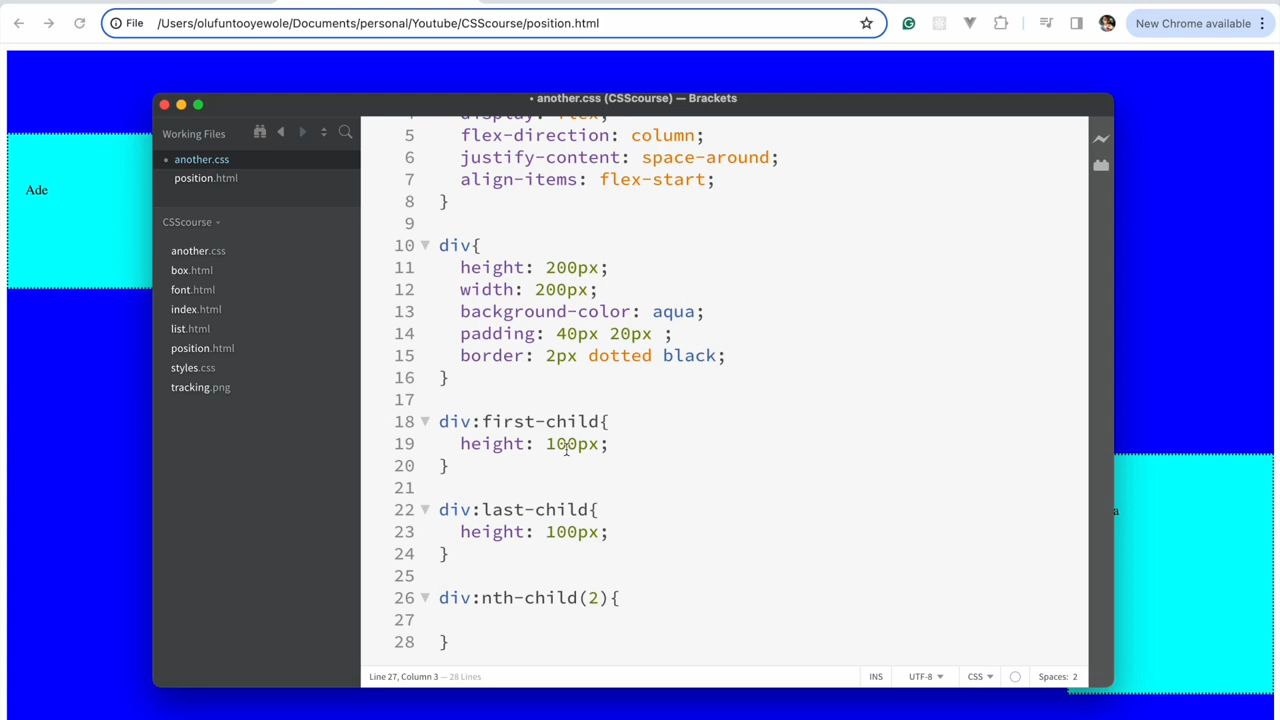 File /Users/olufuntooyewole/Documents/personal/Youtube/CSScourse/position.html
New Chrome available
• another.css (CSScourse) — Brackets
Working Files
• another.css
position.html
CSScourse
another.css
box.html
font.html
index.html
list.html
position.html
styles.css
tracking.png
5 flex-direction: column;
6 justify-content: space-around;
7 align-items: flex-start;
8 }
9
10 div{
11 height: 200px;
12 width: 200px;
13 background-color: aqua;
14 padding: 40px 20px ;
15 border: 2px dotted black;
16 }
17
18 div:first-child{
19 height: 100px;
20 }
21
22 div:last-child{
23 height: 100px;
24 }
25
26 div:nth-child(2){
27
28 }
Line 27, Column 3 — 28 Lines
INS UTF-8 CSS Spaces: 2
Ade